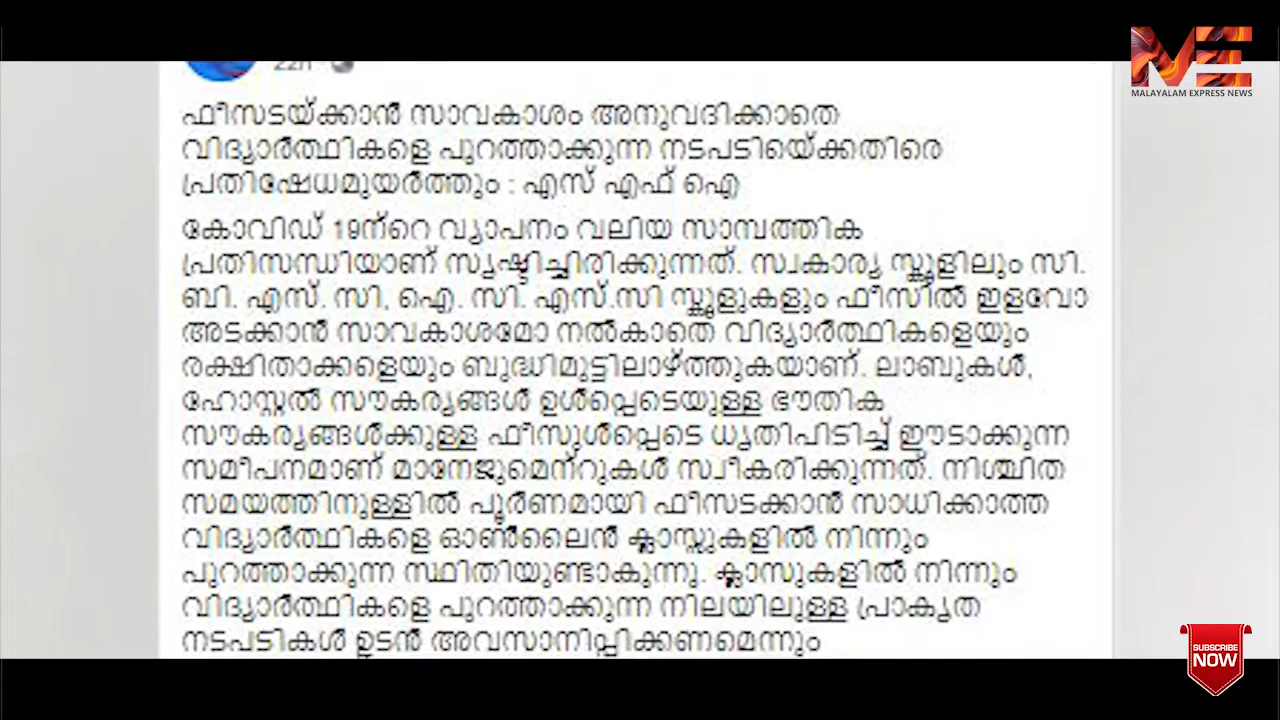 22h
ME
MALAYALAM EXPRESS NEWS
ഫീസടയ്ക്കാൻ സാവകാശം അനുവദിക്കാതെ
വിദ്യാർത്ഥികളെ പുറത്താക്കുന്ന നടപടിയ്ക്കെതിരെ
പ്രതിഷേധമുയർത്തും : എസ് എഫ് ഐ
കോവിഡ് 19ന്റെ വ്യാപനം വലിയ സാമ്പത്തിക
പ്രതിസന്ധിയാണ് സൃഷ്ടിച്ചിരിക്കുന്നത്. സ്വകാര്യ സ്കൂളിലും സി.
ബി. എസ്. സി, ഐ. സി. എസ്.സി സ്കൂളുകളും ഫീസിൽ ഇളവോ
അടക്കാൻ സാവകാശമോ നൽകാതെ വിദ്യാർത്ഥികളെയും
രക്ഷിതാക്കളെയും ബുദ്ധിമുട്ടിലാഴ്ത്തുകയാണ്. ലാബുകൾ,
ഹോസ്റ്റൽ സൗകര്യങ്ങൾ ഉൾപ്പെടെയുള്ള ഭൗതിക
സൗകര്യങ്ങൾക്കുള്ള ഫീസുൾപ്പെടെ ധൃതിപിടിച്ച് ഈടാക്കുന്ന
സമീപനമാണ് മാനേജുമെന്റുകൾ സ്വീകരിക്കുന്നത്. നിശ്ചിത
സമയത്തിനുള്ളിൽ പൂർണമായി ഫീസടക്കാൻ സാധിക്കാത്ത
വിദ്യാർത്ഥികളെ ഓൺലൈൻ ക്ലാസ്സുകളിൽ നിന്നും
പുറത്താക്കുന്ന സ്ഥിതിയുണ്ടാകുന്നു. ക്ലാസുകളിൽ നിന്നും
വിദ്യാർത്ഥികളെ പുറത്താക്കുന്ന നിലയിലുള്ള പ്രാകൃത
നടപടികൾ ഉടൻ അവസാനിപ്പിക്കണമെന്നും
SUBSCRIBE
NOW